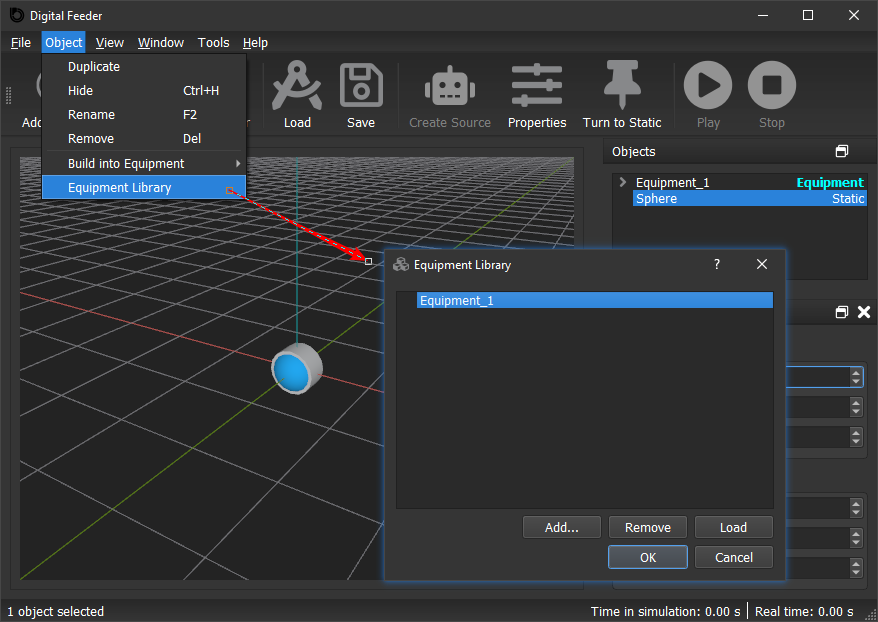 Digital Feeder
File Object View Window Tools Help
Duplicate
Hide Ctrl+H
Rename F2
Remove Del
Build into Equipment
Equipment Library
Load Save Create Source Properties Turn to Static Play Stop
Objects
Equipment_1 Equipment
Sphere Static
Equipment Library ?
Equipment_1
Add... Remove Load
OK Cancel
1 object selected Time in simulation: 0.00 s Real time: 0.00 s